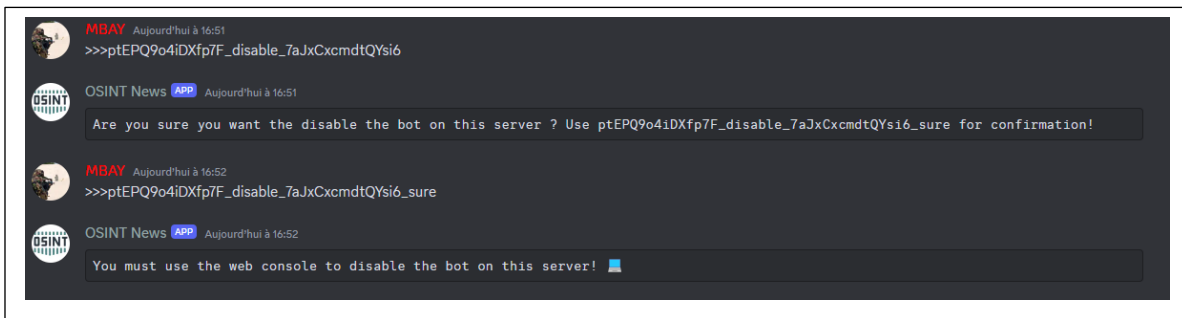 MBAY Aujourd'hui à 16:51
>>>ptEPQ9o4iDXfp7F_disable_7aJxCxcmdtQYsi6
OSINT
OSINT News APP Aujourd'hui à 16:51
Are you sure you want the disable the bot on this server ? Use ptEPQ9o4iDXfp7F_disable_7aJxCxcmdtQYsi6_sure for confirmation!
MBAY Aujourd'hui à 16:52
>>>ptEPQ9o4iDXfp7F_disable_7aJxCxcmdtQYsi6_sure
OSINT
OSINT News APP Aujourd'hui à 16:52
You must use the web console to disable the bot on this server! 💻